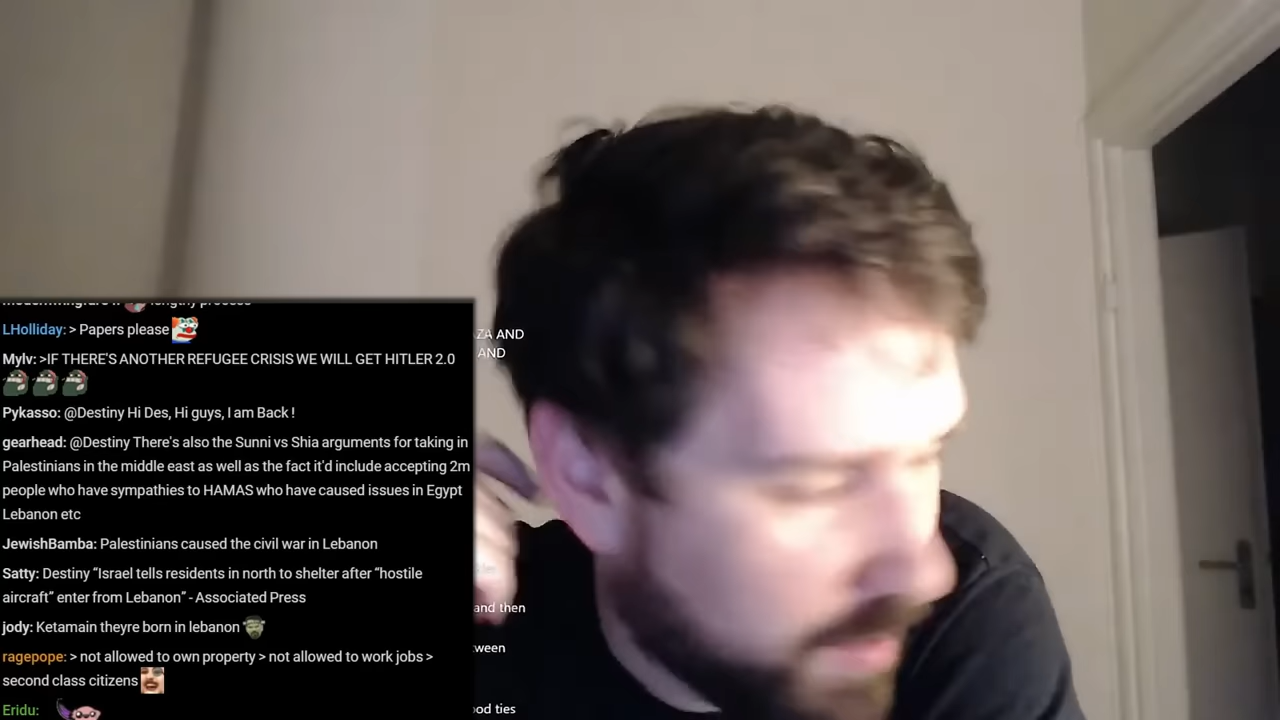 lengthy process
LHolliday: > Papers please
Mylv: >IF THERE'S ANOTHER REFUGEE CRISIS WE WILL GET HITLER 2.0
Pykasso: @Destiny Hi Des, Hi guys, I am Back !
gearhead: @Destiny There's also the Sunni vs Shia arguments for taking in
Palestinians in the middle east as well as the fact it'd include accepting 2m
people who have sympathies to HAMAS who have caused issues in Egypt
Lebanon etc
JewishBamba: Palestinians caused the civil war in Lebanon
Satty: Destiny “Israel tells residents in north to shelter after “hostile
aircraft” enter from Lebanon” - Associated Press
jody: Ketamain theyre born in lebanon
ragepope: > not allowed to own property > not allowed to work jobs >
second class citizens
Eridu:
AND
AND
and then
ties